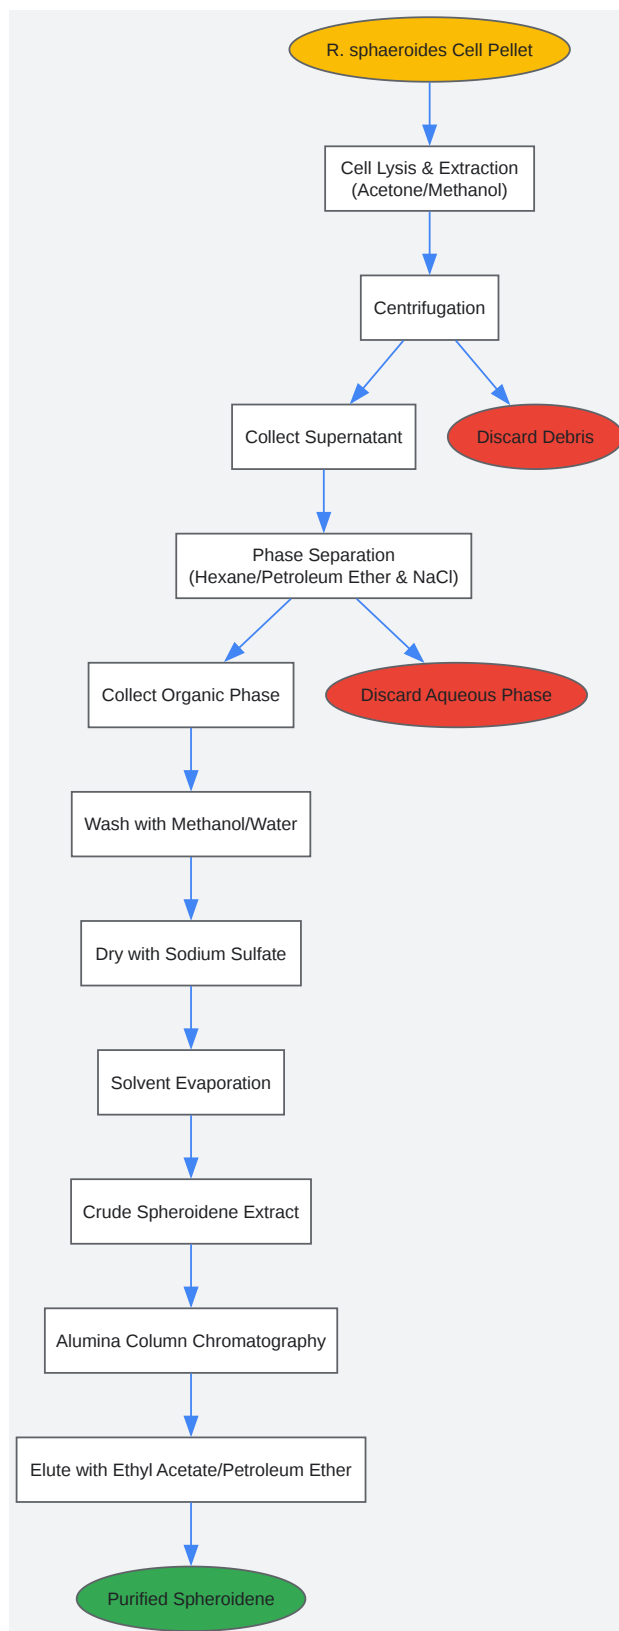 R. sphaeroides Cell Pellet
Cell Lysis & Extraction
(Acetone/Methanol)
Centrifugation
Collect Supernatant
Discard Debris
Phase Separation
(Hexane/Petroleum Ether & NaCl)
Collect Organic Phase
Discard Aqueous Phase
Wash with Methanol/Water
Dry with Sodium Sulfate
Solvent Evaporation
Crude Spheroidene Extract
Alumina Column Chromatography
Elute with Ethyl Acetate/Petroleum Ether
Purified Spheroidene